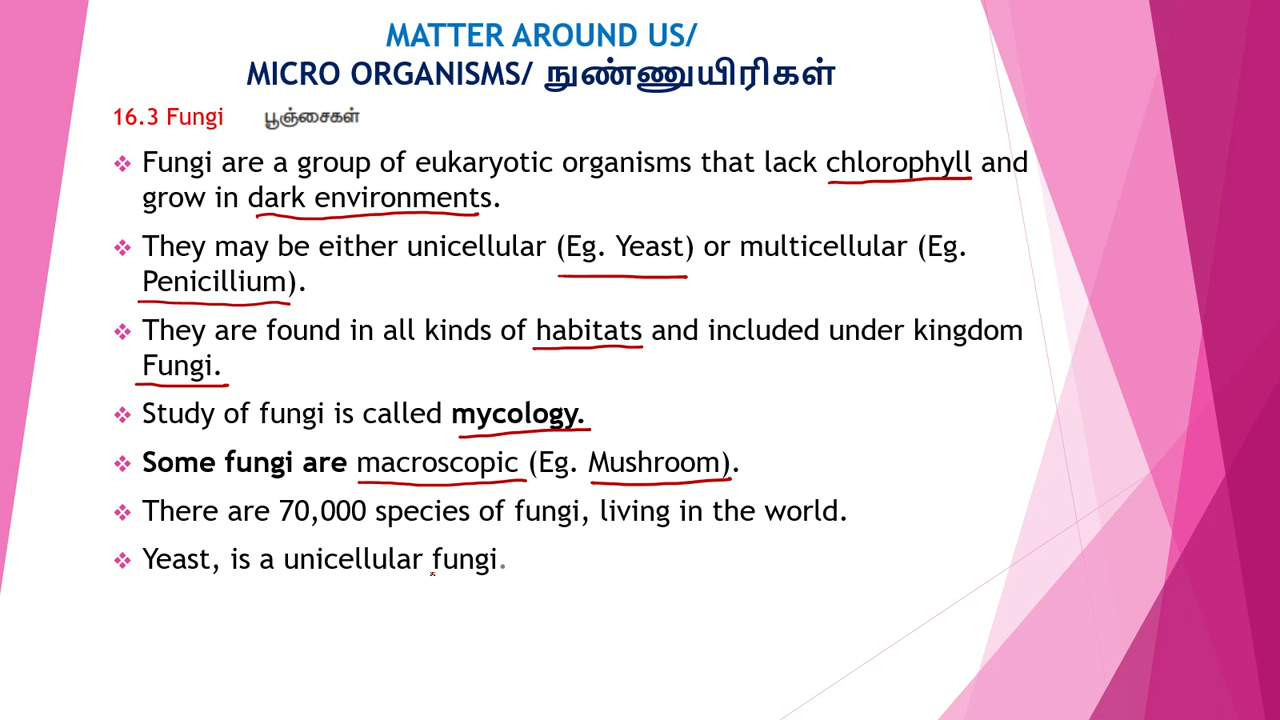 MATTER AROUND US/
MICRO ORGANISMS/ நுண்ணுயிரிகள்
16.3 Fungi பூஞ்சைகள்
❖ Fungi are a group of eukaryotic organisms that lack chlorophyll and
grow in dark environments.
❖ They may be either unicellular (Eg. Yeast) or multicellular (Eg.
Penicillium).
❖ They are found in all kinds of habitats and included under kingdom
Fungi.
❖ Study of fungi is called mycology.
❖ Some fungi are macroscopic (Eg. Mushroom).
❖ There are 70,000 species of fungi, living in the world.
❖ Yeast, is a unicellular fungi.